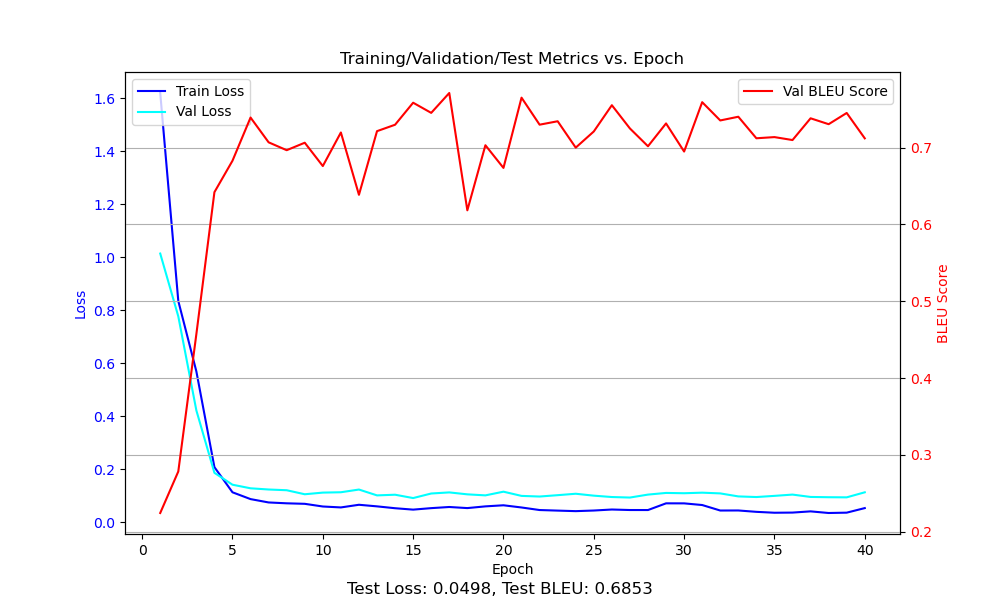 Training/Validation/Test Metrics vs. Epoch
Train Loss
Val Loss
Val BLEU Score
1.6
1.4
1.2
1.0
0.8
0.6
0.4
0.2
0.0
Loss
0.7
0.6
0.5
0.4
0.3
0.2
BLEU Score
0 5 10 15 20 25 30 35 40
Epoch
Test Loss: 0.0498, Test BLEU: 0.6853